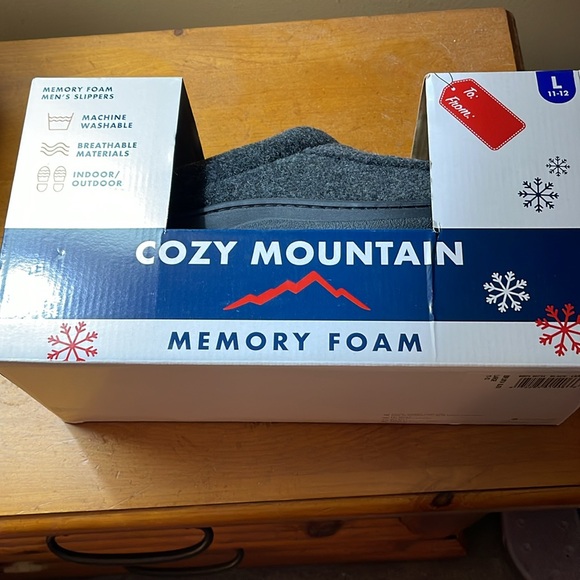 MEMORY FOAM
MEN'S SLIPPERS
MACHINE
WASHABLE
BREATHABLE
MATERIALS
INDOOR/
OUTDOOR
To:
From:
L
11-12
COZY MOUNTAIN
MEMORY FOAM